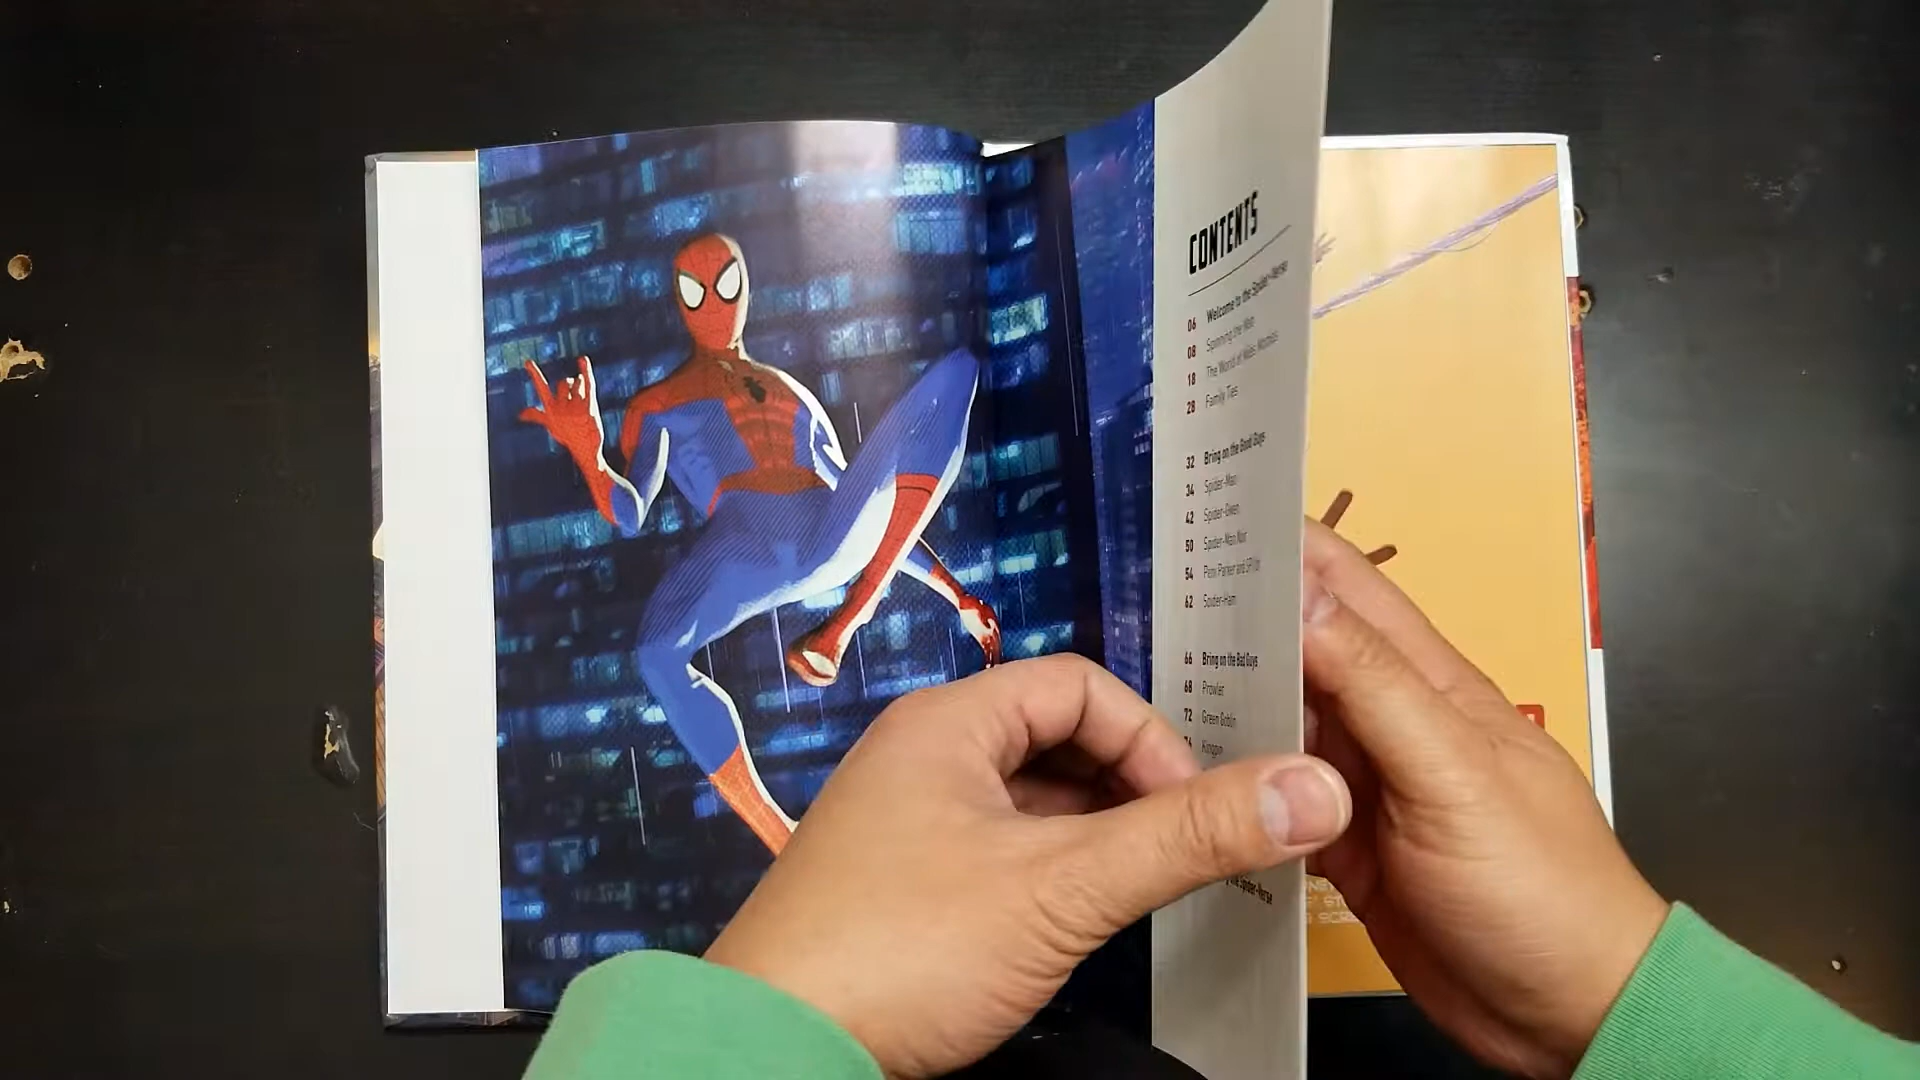 CONTENTS
06 Welcome to the Spider-Verse
08 Spinning the Web
18 The World of Miles Morales
28 Family Ties
32 Bring on the Good Guys
34 Spider-Man
42 Spider-Gwen
50 Spider-Man Noir
54 Peni Parker and SP//dr
62 Spider-Ham
66 Bring on the Bad Guys
68 Prowler
72 Green Goblin
74 Kingpin
the Spider-Verse